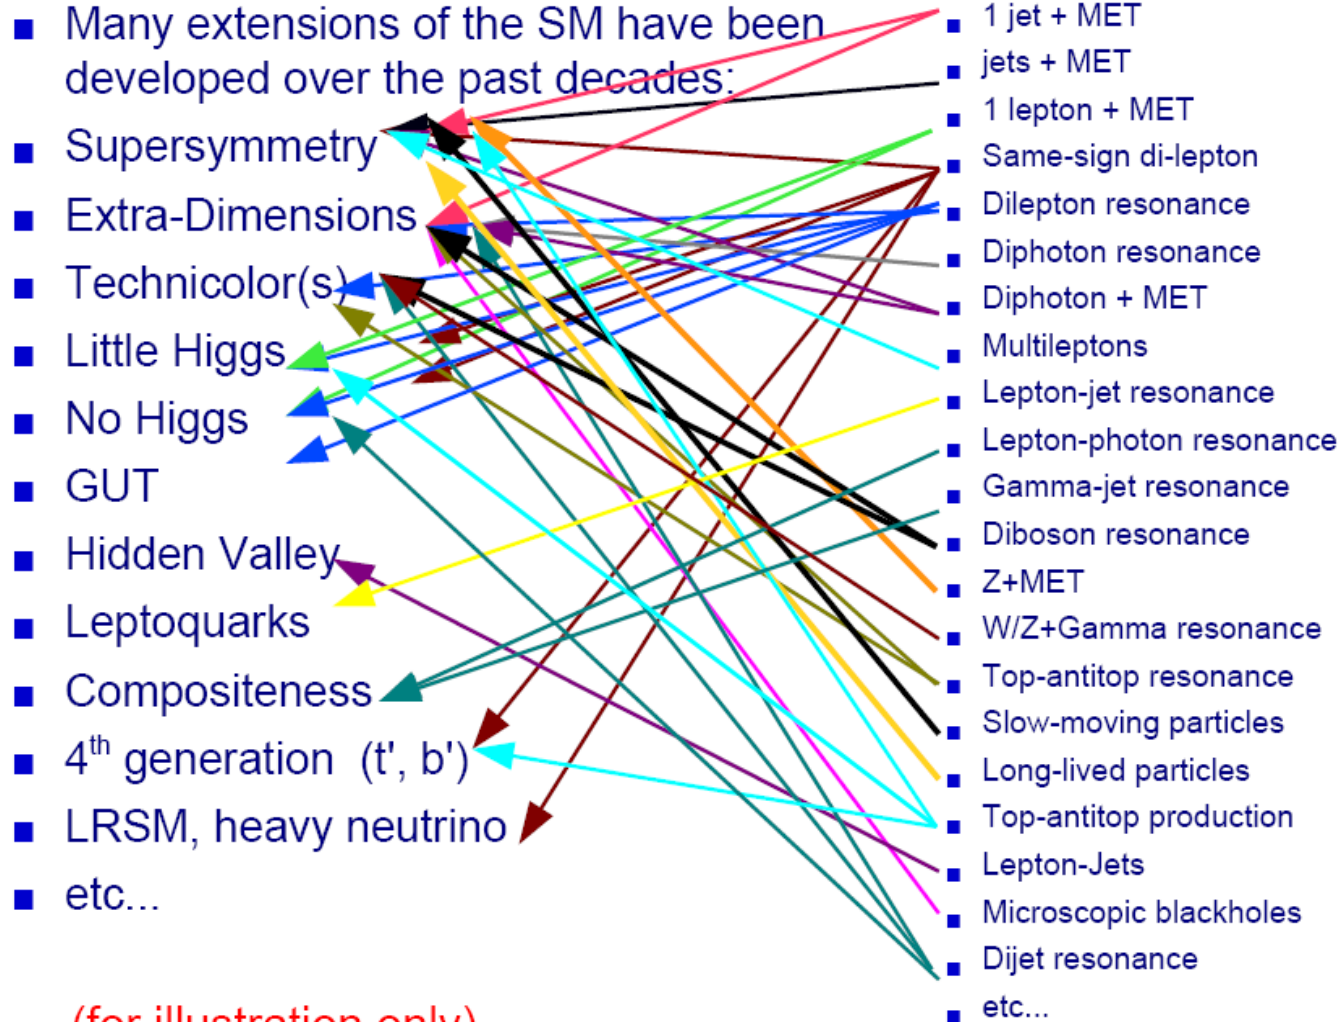 Many extensions of the SM have been
developed over the past decades:
Supersymmetry
Extra-Dimensions
Technicolor(s)
Little Higgs
No Higgs
GUT
Hidden Valley
Leptoquarks
Compositeness
4th generation (t', b')
LRSM, heavy neutrino
etc...
(for illustration only)
1 jet + MET
jets + MET
1 lepton + MET
Same-sign di-lepton
Dilepton resonance
Diphoton resonance
Diphoton + MET
Multileptons
Lepton-jet resonance
Lepton-photon resonance
Gamma-jet resonance
Diboson resonance
Z+MET
W/Z+Gamma resonance
Top-antitop resonance
Slow-moving particles
Long-lived particles
Top-antitop production
Lepton-Jets
Microscopic blackholes
Dijet resonance
etc...